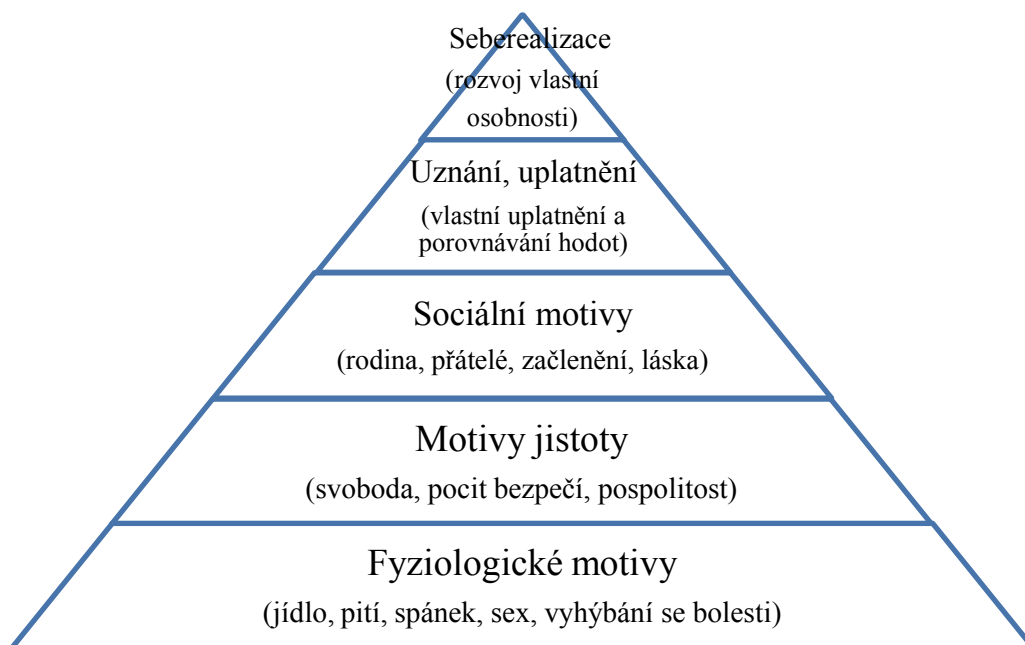 Seberealizace
(rozvoj vlastní
osobnosti)
Uznání, uplatnění
(vlastní uplatnění a
porovnávání hodot)
Sociální motivy
(rodina, přátelé, začlenění, láska)
Motivy jistoty
(svoboda, pocit bezpečí, pospolitost)
Fyziologické motivy
(jídlo, pití, spánek, sex, vyhýbání se bolesti)